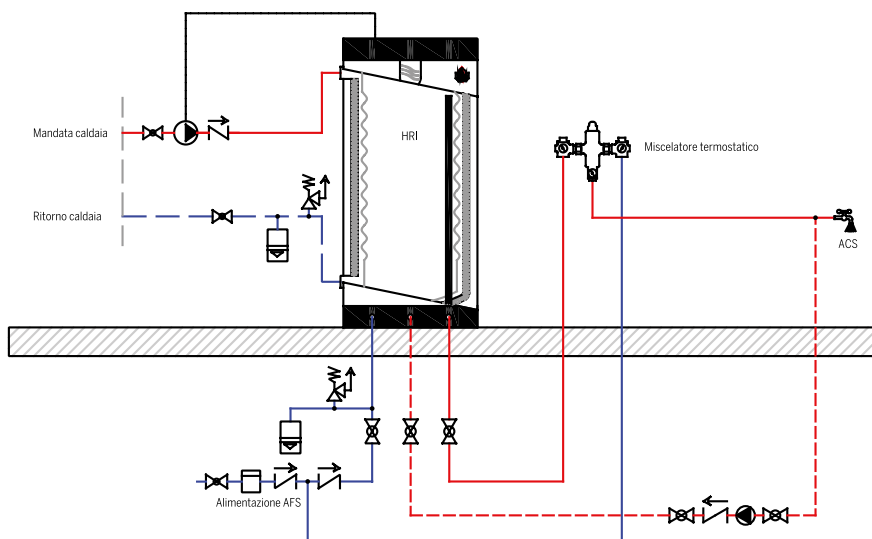 Mandata caldaia
HRI
Miscelatore termostatico
Ritorno caldaia
ACS
Alimentazione AFS